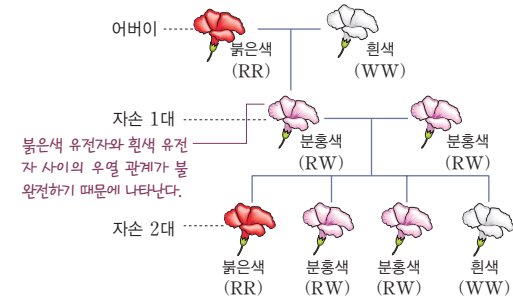 어버이
붉은색 흰색
(RR) (WW)
자손 1대
분홍색 분홍색
(RW) (RW)
붉은색 유전자와 흰색 유전
자 사이의 우열 관계가 불
완전하기 때문에 나타난다.
자손 2대
붉은색 분홍색 분홍색 흰색
(RR) (RW) (RW) (WW)